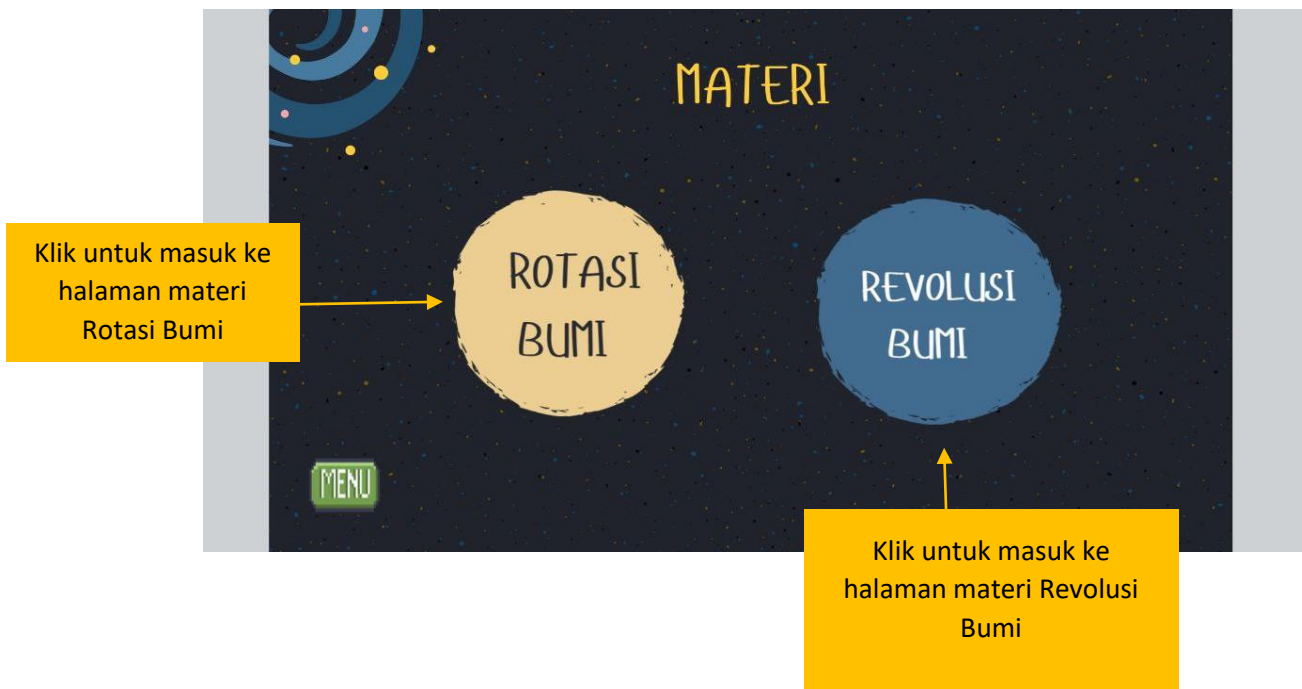 MATERI
Klik untuk masuk ke
halaman materi
Rotasi Bumi
ROTASI
BUMI
REVOLUSI
BUMI
MENU
Klik untuk masuk ke
halaman materi Revolusi
Bumi